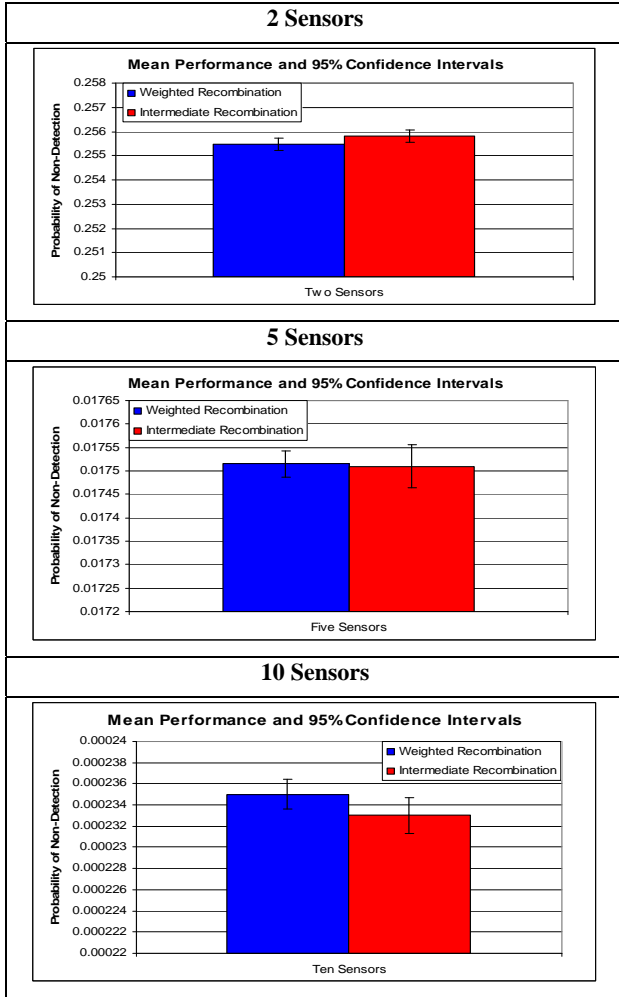 2 Sensors
Mean Performance and 95% Confidence Intervals
Probability of Non-Detection
0.258
0.257
0.256
0.255
0.254
0.253
0.252
0.251
0.25
Weighted Recombination
Intermediate Recombination
Two Sensors
5 Sensors
Mean Performance and 95% Confidence Intervals
Probability of Non-Detection
0.01765
0.0176
0.01755
0.0175
0.01745
0.0174
0.01735
0.0173
0.01725
0.0172
Weighted Recombination
Intermediate Recombination
Five Sensors
10 Sensors
Mean Performance and 95% Confidence Intervals
Probability of Non-Detection
0.00024
0.000238
0.000236
0.000234
0.000232
0.00023
0.000228
0.000226
0.000224
0.000222
0.00022
Weighted Recombination
Intermediate Recombination
Ten Sensors